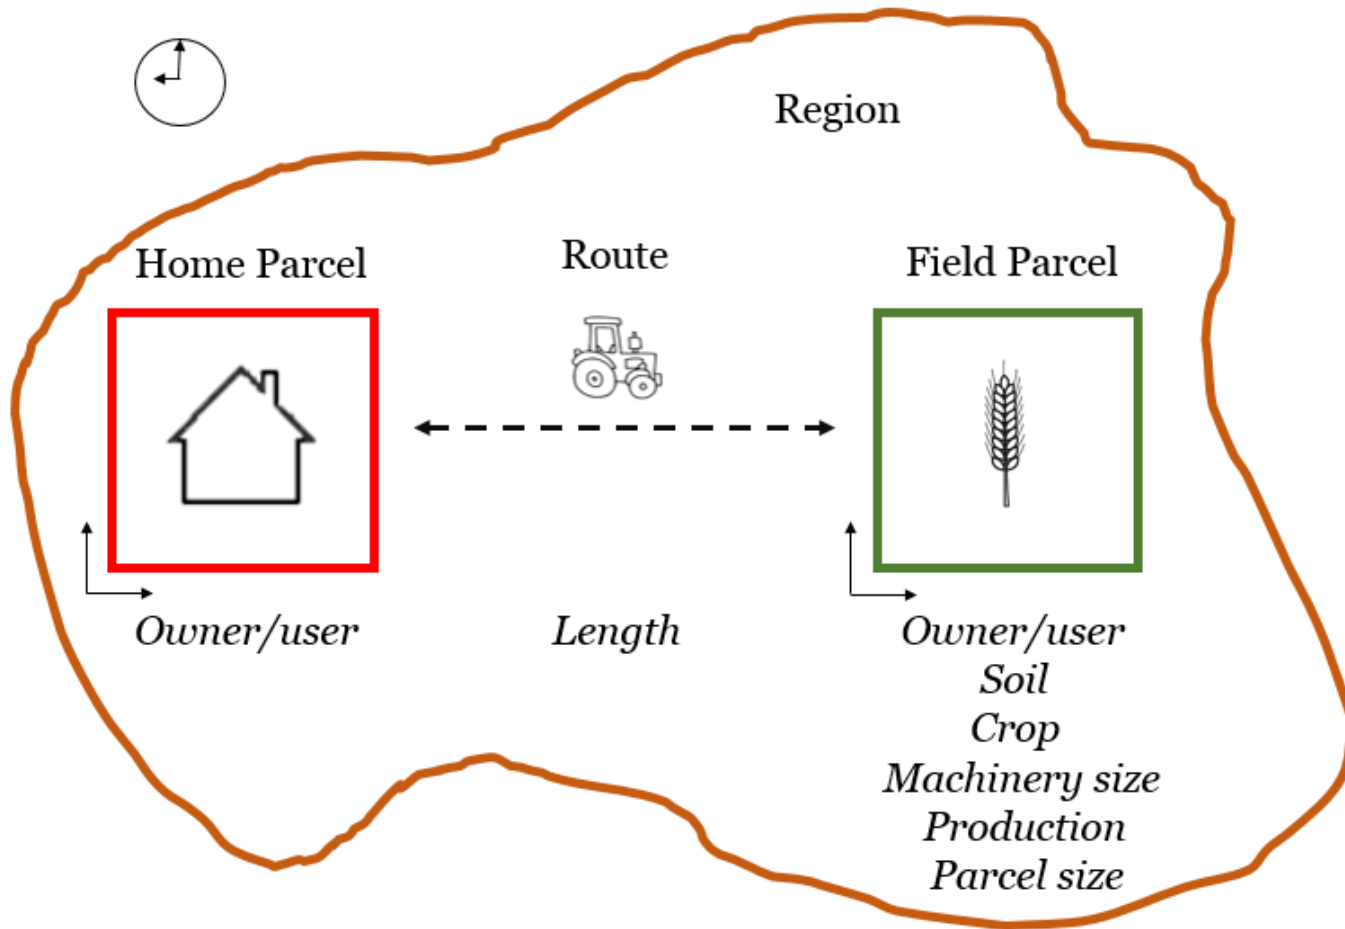 Region
Home Parcel
Route
Field Parcel
Owner/user
Length
Owner/user
Soil
Crop
Machinery size
Production
Parcel size